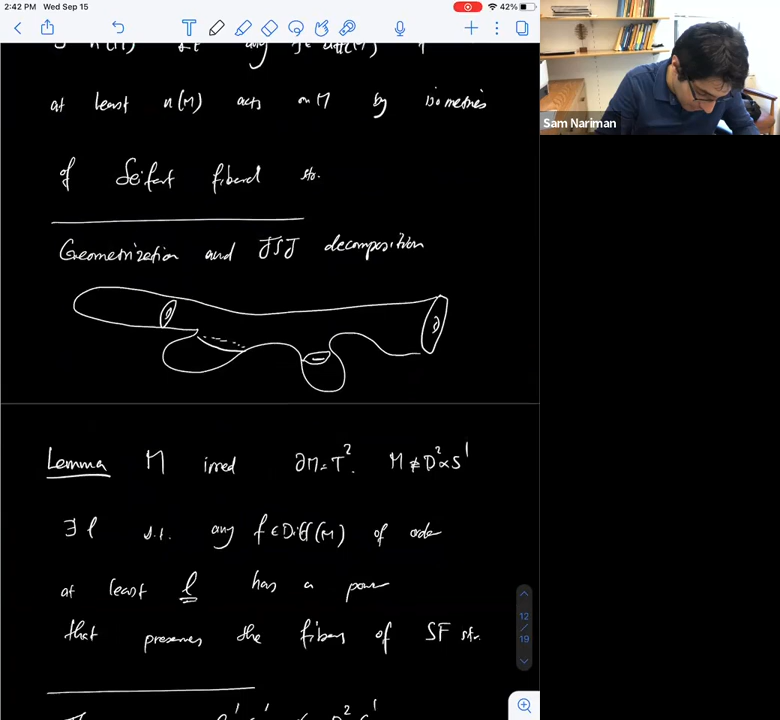 2:42 PM Wed Sep 15
42%
at least n(M) acts on M by isometries
of Seifert fibered str.
Geometrization and JSJ decomposition
Lemma M irred ∂M = T² . M ≠ D² × S¹
∃ l s.t. any f ∈ Diff(M) of order
at least l has a power
that preserves the fibers of SF str.
12
19
Sam Nariman